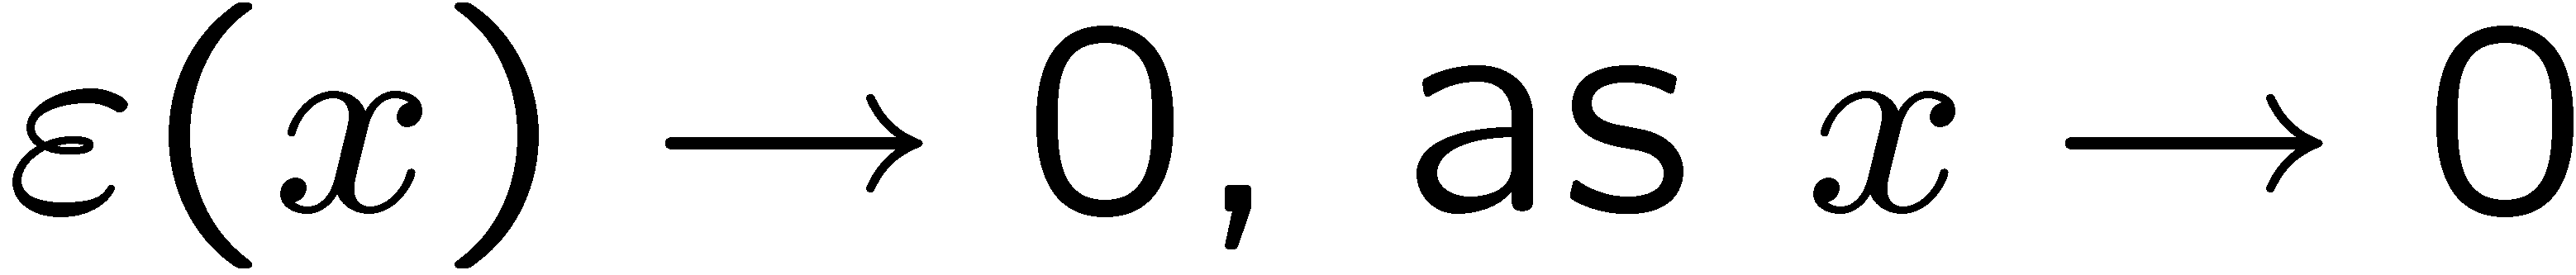 ε(x) → 0, as x → 0